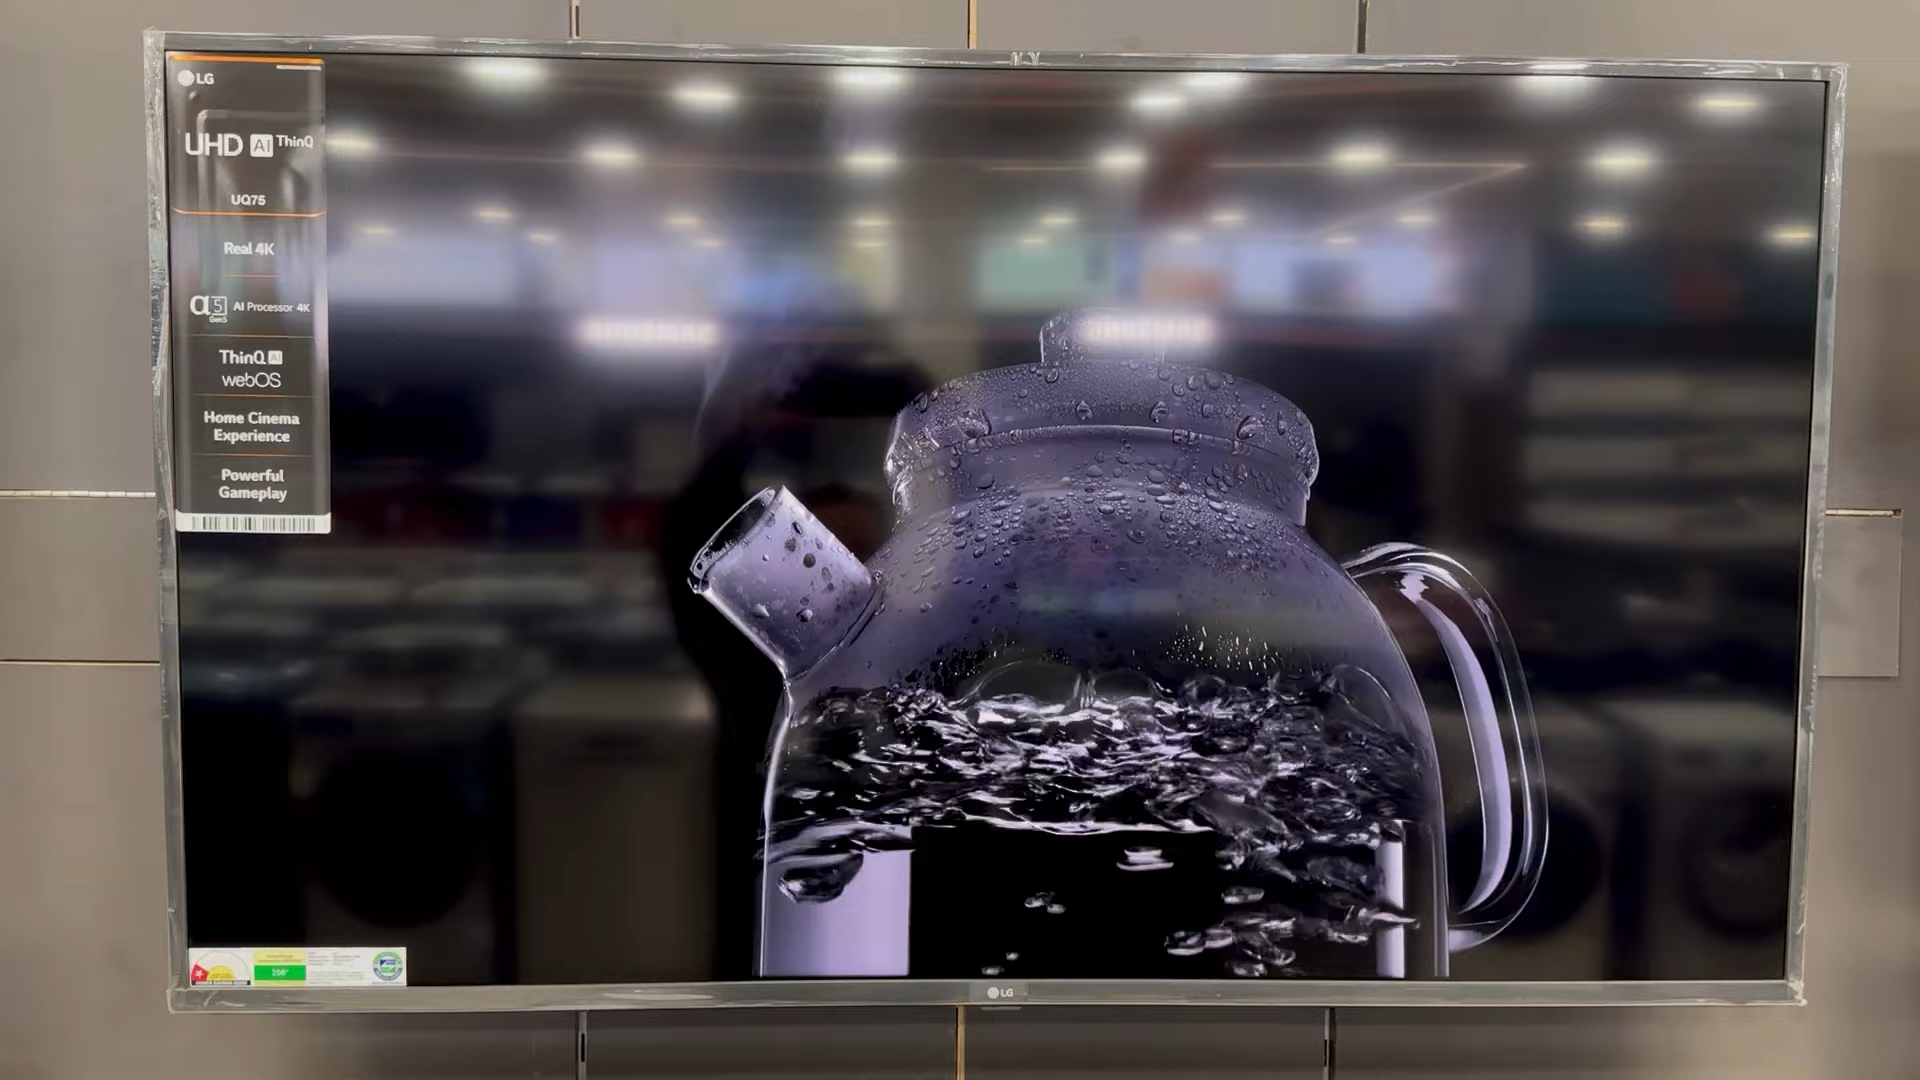 LG
UHD AI ThinQ
UQ75
Real 4K
α5 Gen5 AI Processor 4K
ThinQ AI
webOS
Home Cinema
Experience
Powerful
Gameplay
256*
LG